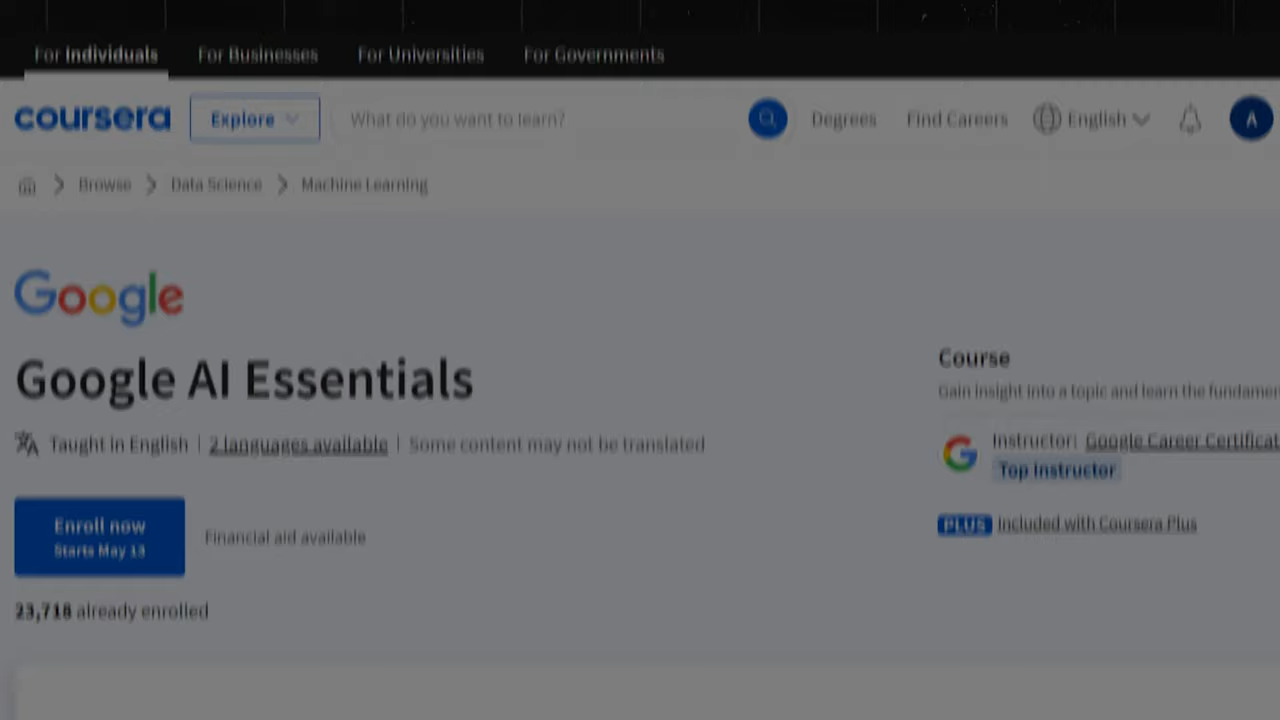 For Individuals For Businesses For Universities For Governments
coursera Explore What do you want to learn? Degrees Find Careers English A
Browse Data Science Machine Learning
Google
Google AI Essentials
Taught in English | 2 languages available | Some content may not be translated
Enroll now
Starts May 13
Financial aid available
23,718 already enrolled
Course
Gain insight into a topic and learn the
Instructor: Google Career
Top Instructor
PLUS Included with Coursera Plus